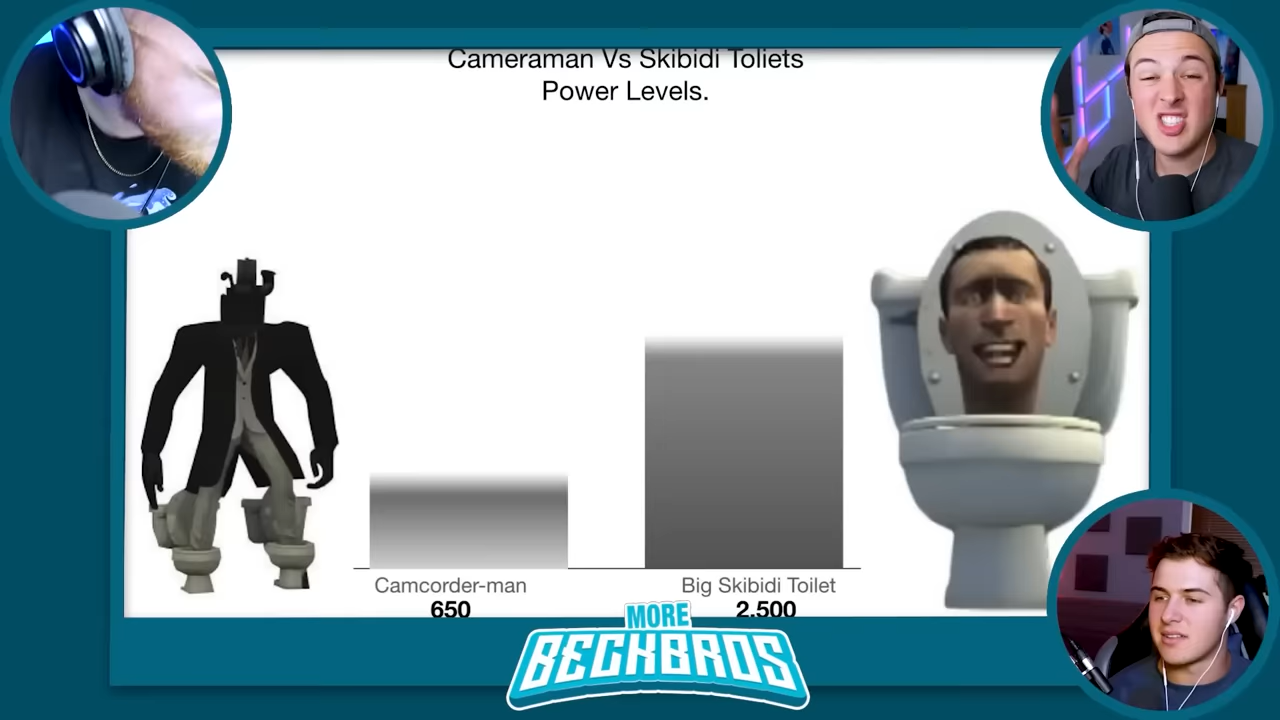 Cameraman Vs Skibidi Toliets
Power Levels.
Camcorder-man
Big Skibidi Toilet
650
2,500
MORE
BECKBROS